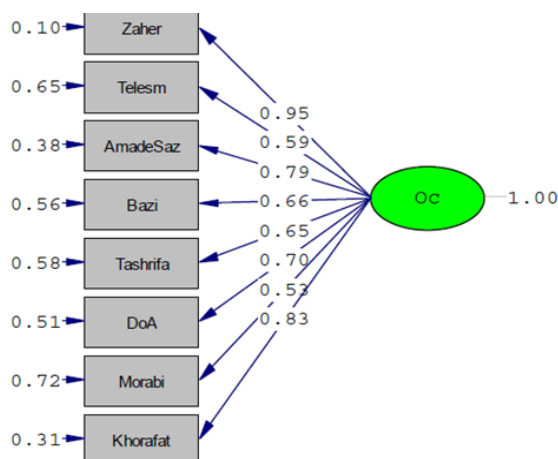 0.10 Zaher
0.65 Telesm
0.95
0.59
0.38 AmadeSaz
0.79
0.56 Bazi
0.66
Oc 1.00
0.58 Tashrifa
0.65
0.70
0.51 DoA
0.53
0.83
0.72 Morabi
0.31 Khorafat